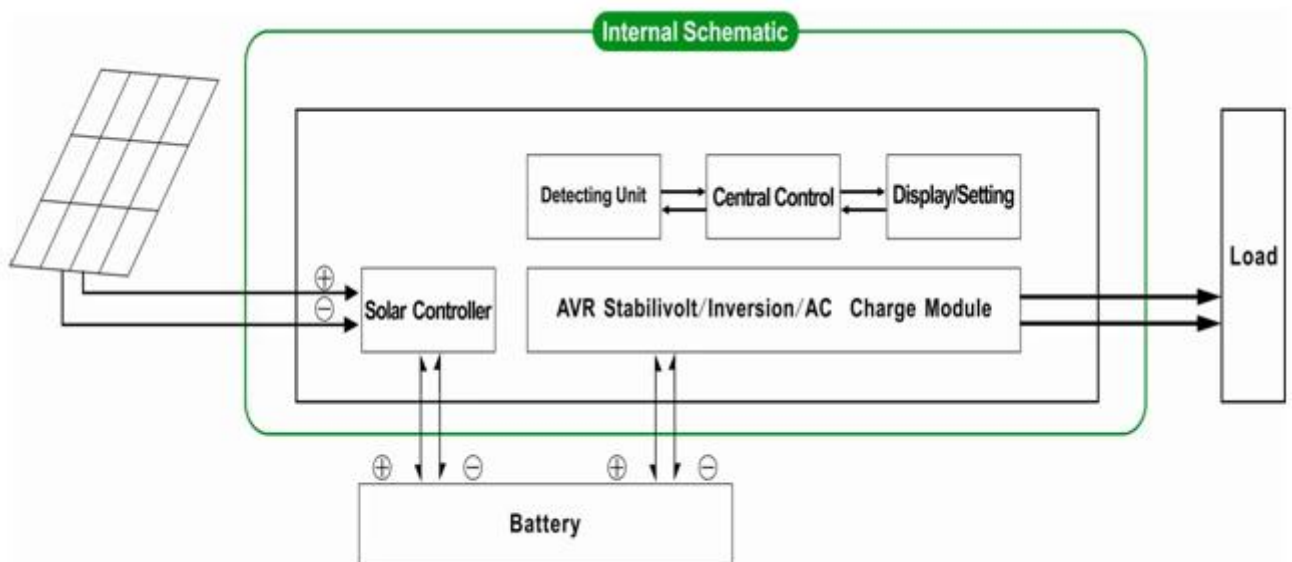 Internal Schematic
Detecting Unit
Central Control
Display/Setting
Load
⊕
⊖
Solar Controller
AVR Stabilivolt/Inversion/AC Charge Module
⊕ ⊖ ⊕ ⊖
Battery